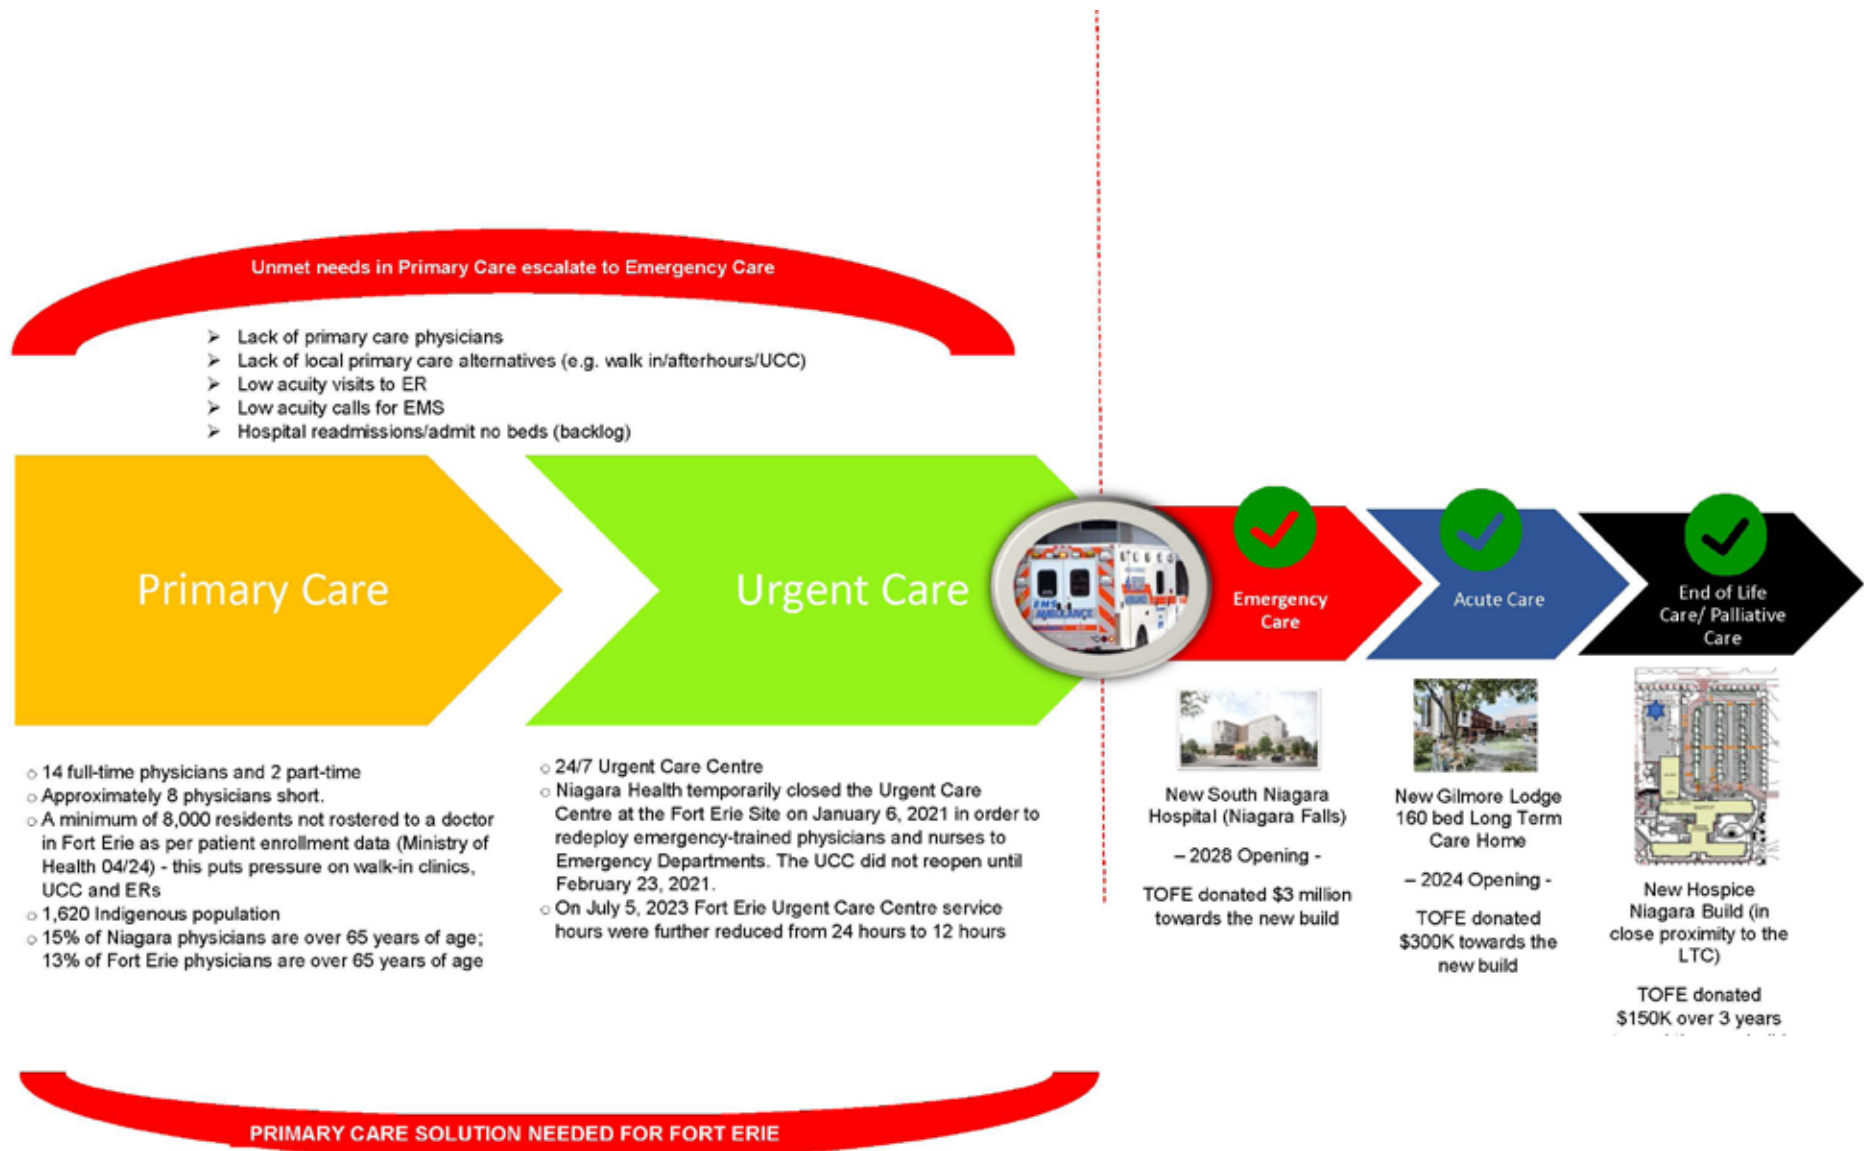 Unmet needs in Primary Care escalate to Emergency Care
➢ Lack of primary care physicians
➢ Lack of local primary care alternatives (e.g. walk in/afterhours/UCC)
➢ Low acuity visits to ER
➢ Low acuity calls for EMS
➢ Hospital readmissions/admit no beds (backlog)
Primary Care
Urgent Care
EMS
AMBULANCE
Emergency
Care
Acute Care
End of Life
Care/ Palliative
Care
○ 14 full-time physicians and 2 part-time
○ Approximately 8 physicians short.
○ A minimum of 8,000 residents not rostered to a doctor
in Fort Erie as per patient enrollment data (Ministry of
Health 04/24) - this puts pressure on walk-in clinics,
UCC and ERs
○ 1,620 Indigenous population
○ 15% of Niagara physicians are over 65 years of age;
13% of Fort Erie physicians are over 65 years of age
○ 24/7 Urgent Care Centre
○ Niagara Health temporarily closed the Urgent Care
Centre at the Fort Erie Site on January 6, 2021 in order to
redeploy emergency-trained physicians and nurses to
Emergency Departments. The UCC did not reopen until
February 23, 2021.
○ On July 5, 2023 Fort Erie Urgent Care Centre service
hours were further reduced from 24 hours to 12 hours
New South Niagara
Hospital (Niagara Falls)
– 2028 Opening -
TOFE donated $3 million
towards the new build
New Gilmore Lodge
160 bed Long Term
Care Home
– 2024 Opening -
TOFE donated
$300K towards the
new build
New Hospice
Niagara Build (in
close proximity to the
LTC)
TOFE donated
$150K over 3 years
PRIMARY CARE SOLUTION NEEDED FOR FORT ERIE